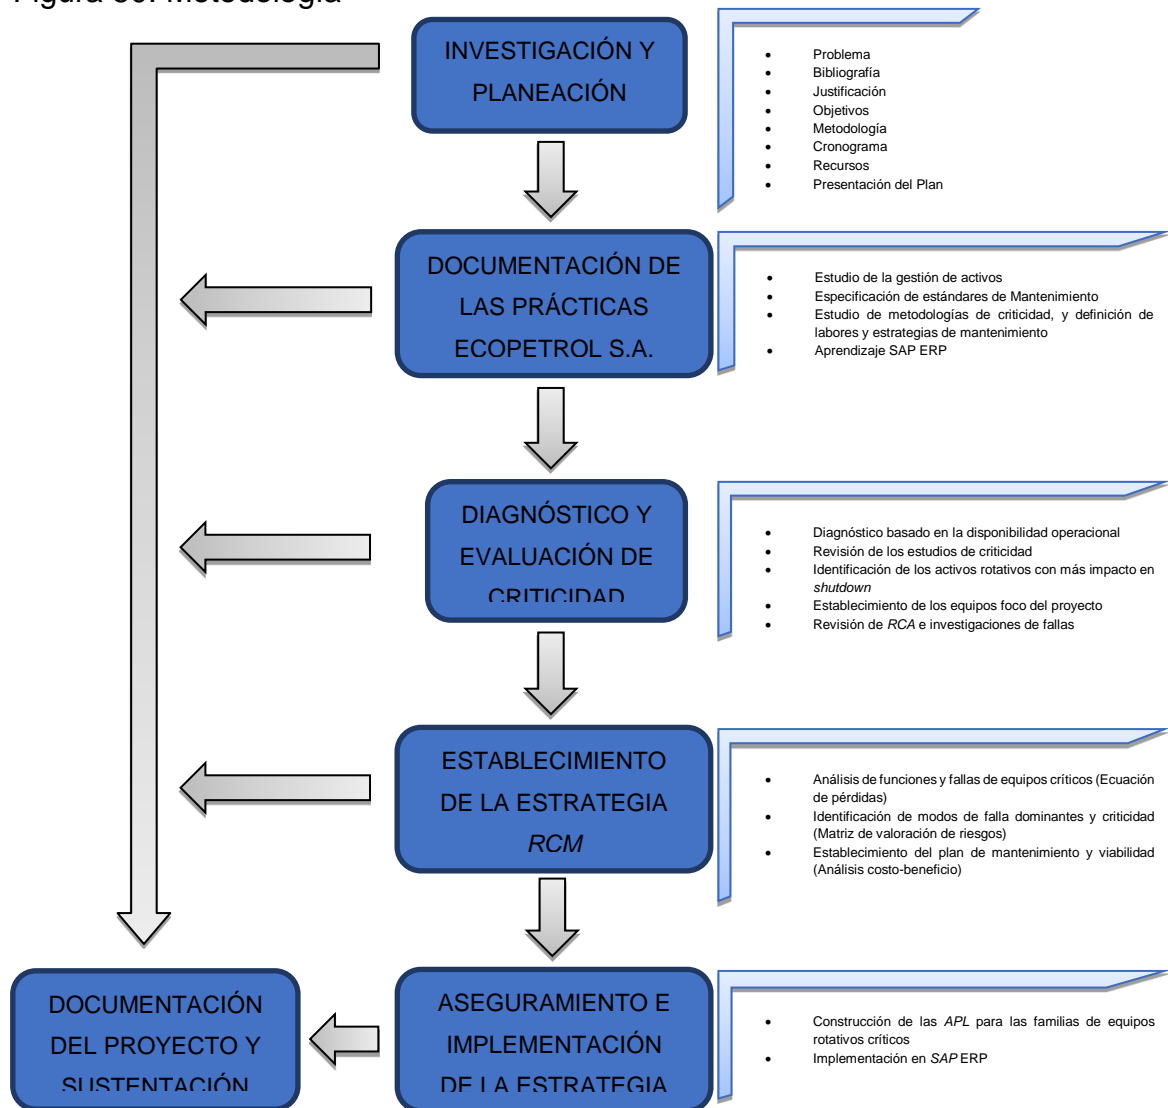 Figura Metodología
INVESTIGACIÓN Y
PLANEACIÓN
• Problema
• Bibliografía
• Justificación
• Objetivos
• Metodología
• Cronograma
• Recursos
• Presentación del Plan
DOCUMENTACIÓN DE
LAS PRÁCTICAS
ECOPETROL S.A.
• Estudio de la gestión de activos
• Especificación de estándares de Mantenimiento
• Estudio de metodologías de criticidad, y definición de
labores y estrategias de mantenimiento
• Aprendizaje SAP ERP
DIAGNÓSTICO Y
EVALUACIÓN DE
CRITICIDAD
• Diagnóstico basado en la disponibilidad operacional
• Revisión de los estudios de criticidad
• Identificación de los activos rotativos con más impacto en
shutdown
• Establecimiento de los equipos foco del proyecto
• Revisión de RCA e investigaciones de fallas
ESTABLECIMIENTO
DE LA ESTRATEGIA
RCM
• Análisis de funciones y fallas de equipos críticos (Ecuación
de pérdidas)
• Identificación de modos de falla dominantes y criticidad
(Matriz de valoración de riesgos)
• Establecimiento del plan de mantenimiento y viabilidad
(Análisis costo-beneficio)
DOCUMENTACIÓN
DEL PROYECTO Y
SUSTENTACIÓN
ASEGURAMIENTO E
IMPLEMENTACIÓN
DE LA ESTRATEGIA
• Construcción de las APL para las familias de equipos
rotativos críticos
• Implementación en SAP ERP